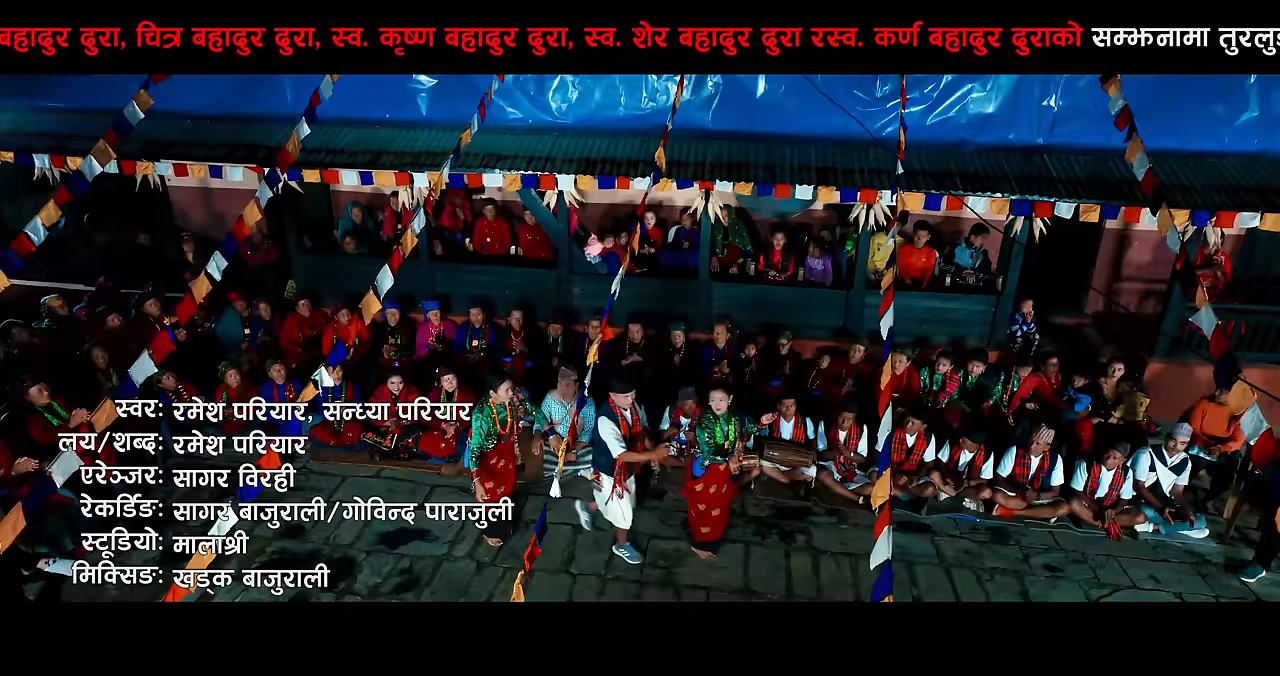 बहादुर दुरा, चित्र बहादुर दुरा, स्व. कृष्ण बहादुर दुरा, स्व. शेर बहादुर दुरा रस्व. कर्ण बहादुर दुराको सम्झनामा
स्वर: रमेश परियार, सन्ध्या परियार
लय/शब्द: रमेश परियार
एरेञ्जर: सागर विरही
रेकर्डिङ: सागर बाजुराली/गोविन्द पाराजुली
स्टूडियो: मालाश्री
मिक्सिङ: खड्क बाजुराली